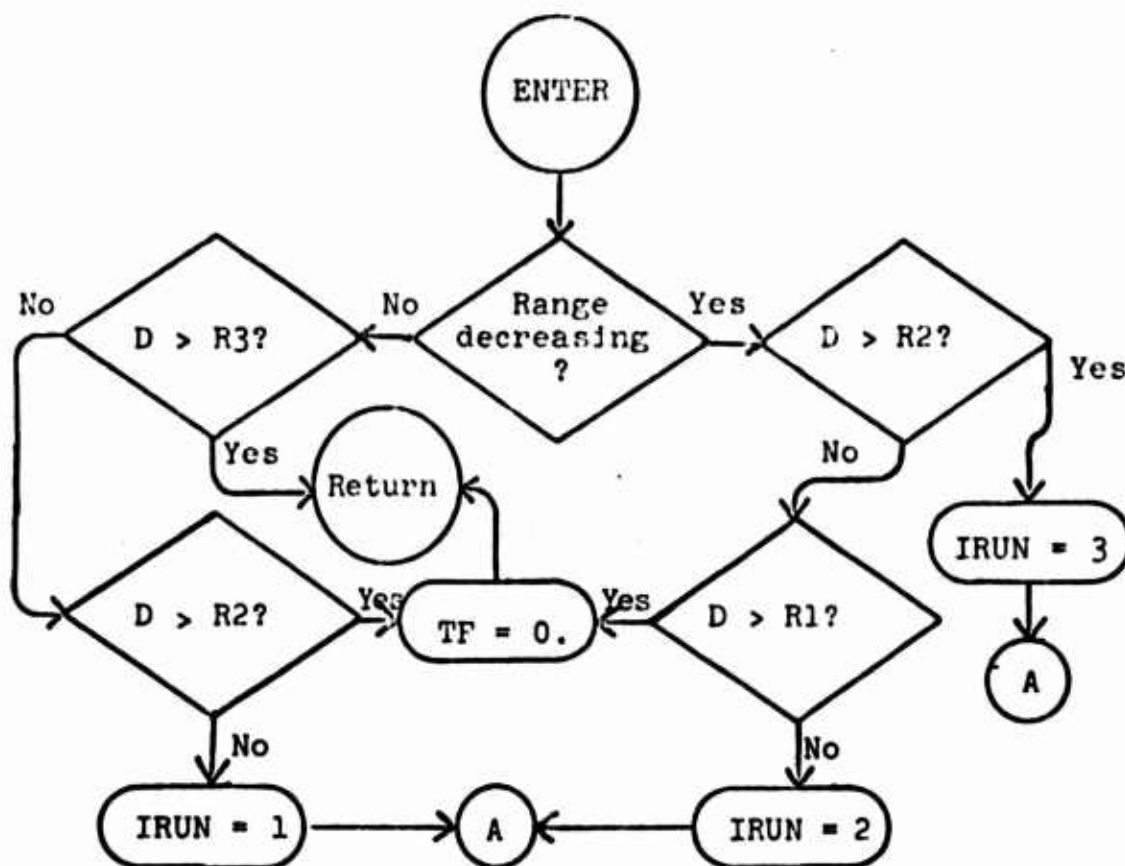 ENTER
No
D > R3?
No
Range
decreasing
?
Yes
D > R2?
Yes
Yes
Return
No
IRUN = 3
D > R2?
Yes
TF = 0.
Yes
D > R1?
A
No
No
IRUN = 1
A
IRUN = 2